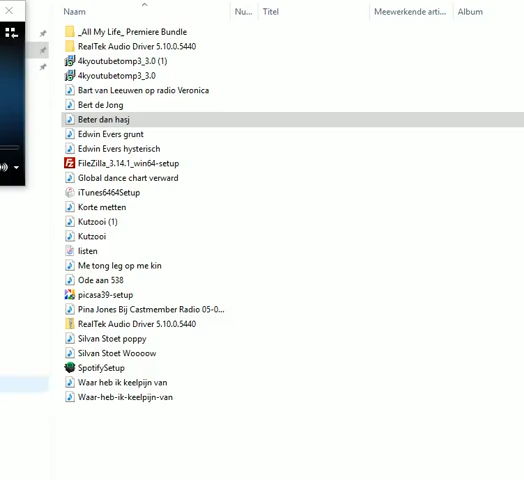 Naam Nu... Titel Meewerkende arti... Album
_All My Life_ Premiere Bundle
RealTek Audio Driver 5.10.0.5440
4kyoutubetomp3_3.0 (1)
4kyoutubetomp3_3.0
Bart van Leeuwen op radio Veronica
Bert de Jong
Beter dan hasj
Edwin Evers grunt
Edwin Evers hysterisch
FileZilla_3.14.1_win64-setup
Global dance chart verward
iTunes6464Setup
Korte metten
Kutzooi (1)
Kutzooi
listen
Me tong leg op me kin
Ode aan 538
picasa39-setup
Pina Jones Bij Castmember Radio 05-0...
RealTek Audio Driver 5.10.0.5440
Silvan Stoet poppy
Silvan Stoet Woooow
SpotifySetup
Waar heb ik keelpijn van
Waar-heb-ik-keelpijn-van